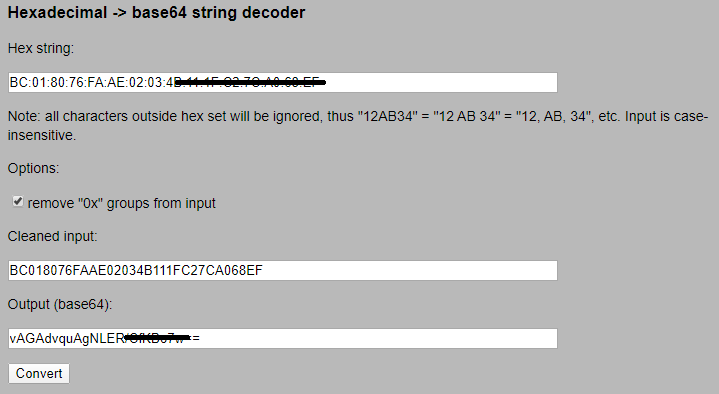 Hexadecimal -> base64 string decoder
Hex string:
BC:01:80:76:FA:AE:02:03:4
Note: all characters outside hex set will be ignored, thus "12AB34" = "12 AB 34" = "12, AB, 34", etc. Input is case-
insensitive.
Options:
remove "0x" groups from input
Cleaned input:
BC018076FAAE02034B111FC27CA068EF
Output (base64):
vAGAdvquAgNLER
Convert